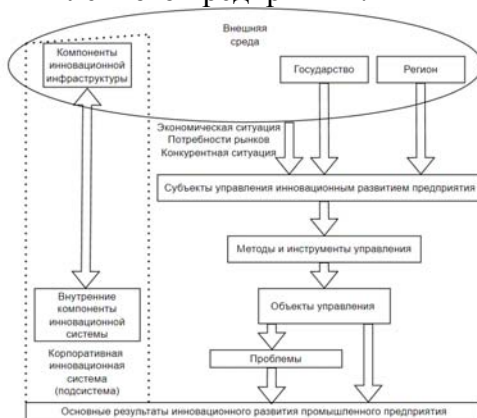 Внешняя
среда
Компоненты
инновационной
инфраструктуры
Государство
Регион
Экономическая ситуация
Потребности рынков
Конкурентная ситуация
Субъекты управления инновационным развитием предприятия
Методы и инструменты управления
Внутренние
компоненты
инновационной
системы
Объекты управления
Корпоративная
инновационная
система
(подсистема)
Проблемы
Основные результаты инновационного развития промышленного предприятия